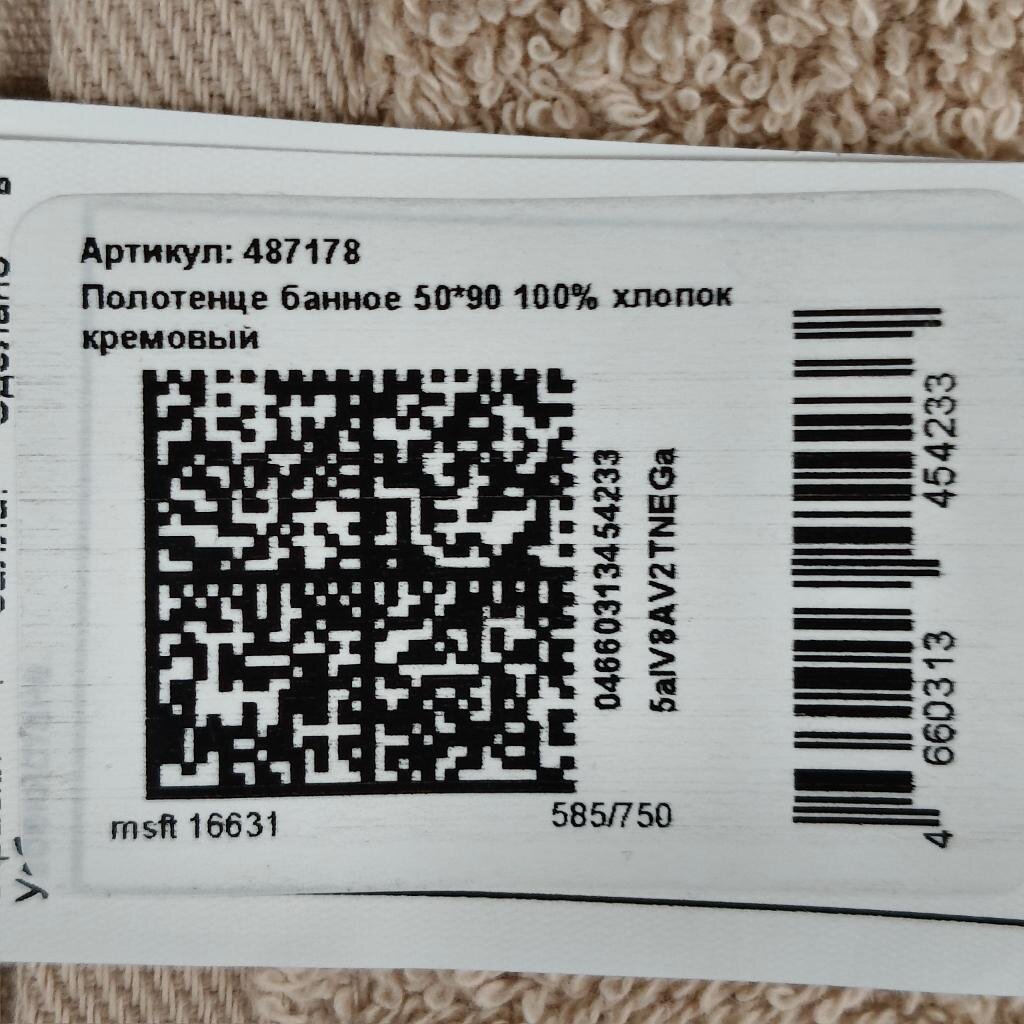 Артикул: 487178
Полотенце банное 50*90 100% хлопок
кремовый
04660313454233
5aIV8AV2TNEGa
msft 16631
585/750
4 660313 454233